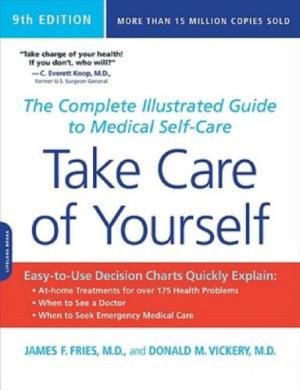 9th EDITION
MORE THAN 15 MILLION COPIES SOLD
"Take charge of your health!
If you don't, who will?"
—C. Everett Koop, M.D.,
Former U.S. Surgeon General
The Complete Illustrated Guide
to Medical Self-Care
Take Care
of Yourself
LIFELONG BOOKS
Easy-to-Use Decision Charts Quickly Explain:
• At-home Treatments for over 175 Health Problems
• When to See a Doctor
• When to Seek Emergency Medical Care
JAMES F. FRIES, M.D., and DONALD M. VICKERY, M.D.